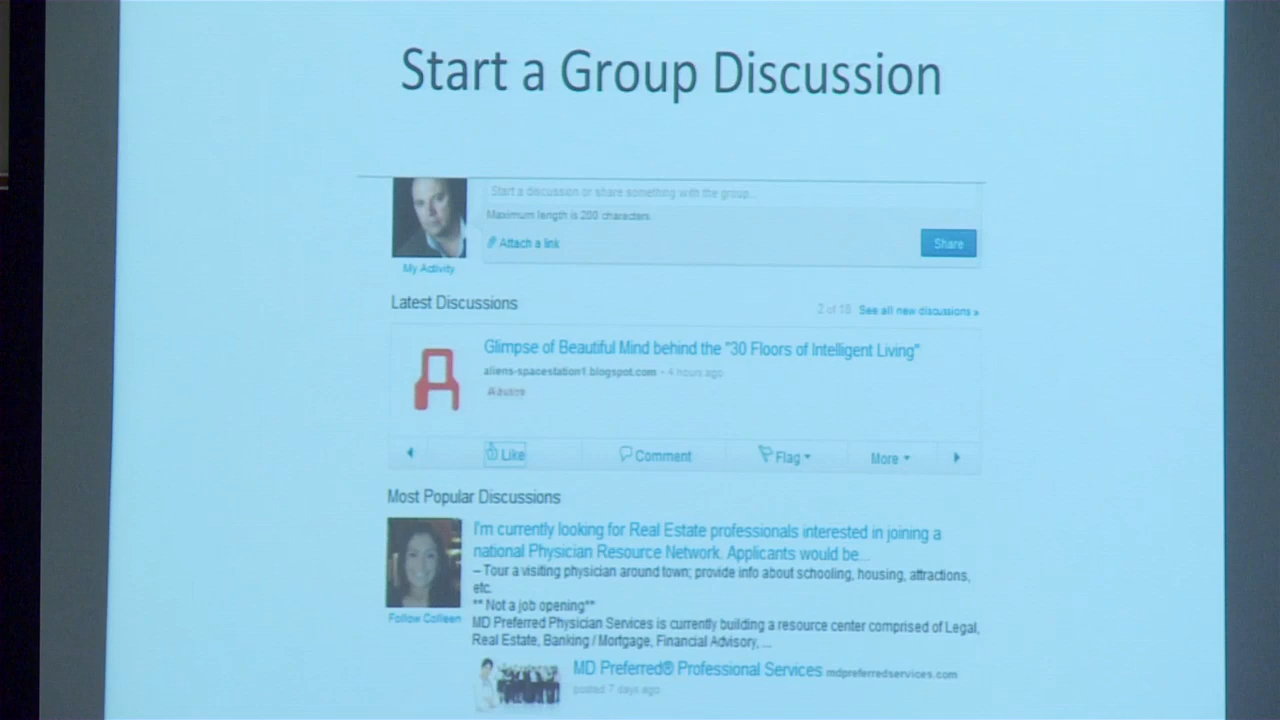 Start a Group Discussion
Start a discussion or share something with the group...
Maximum length is 200 characters.
Attach a link
Share
My Activity
Latest Discussions
2 of 10 See all new discussions »
Glimpse of Beautiful Mind behind the "30 Floors of Intelligent Living"
aliens-spacestation1.blogspot.com • 4 hours ago
Like
Comment
Flag
More
Most Popular Discussions
I'm currently looking for Real Estate professionals interested in joining a
national Physician Resource Network. Applicants would be...
– Tour a visiting physician around town; provide info about schooling, housing, attractions,
etc.
** Not a job opening**
Follow Colleen
MD Preferred Physician Services is currently building a resource center comprised of Legal,
Real Estate, Banking / Mortgage, Financial Advisory, ...
MD Preferred® Professional Services mdpreferredservices.com
posted 7 days ago